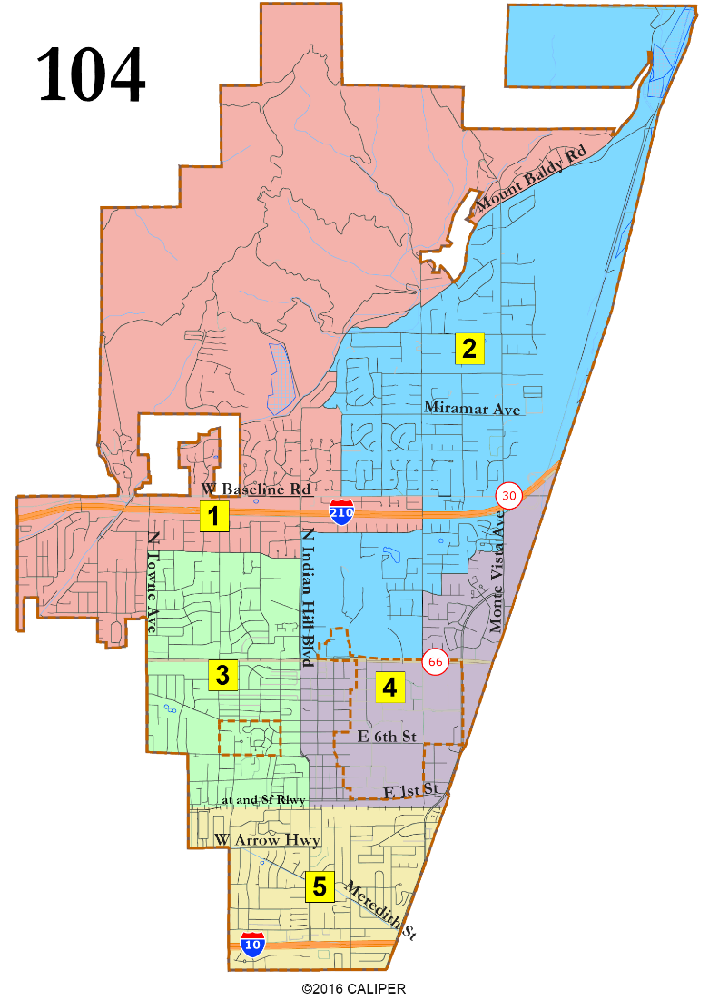 104
Mount Baldy Rd
2
Miramar Ave
W Baseline Rd
30
1
210
N Towne Ave
N Indian Hill Blvd
Monte Vista Ave
3
66
4
E 6th St
E 1st St
at and Sf Rlwy
W Arrow Hwy
5
Meredith St
10
©2016 CALIPER